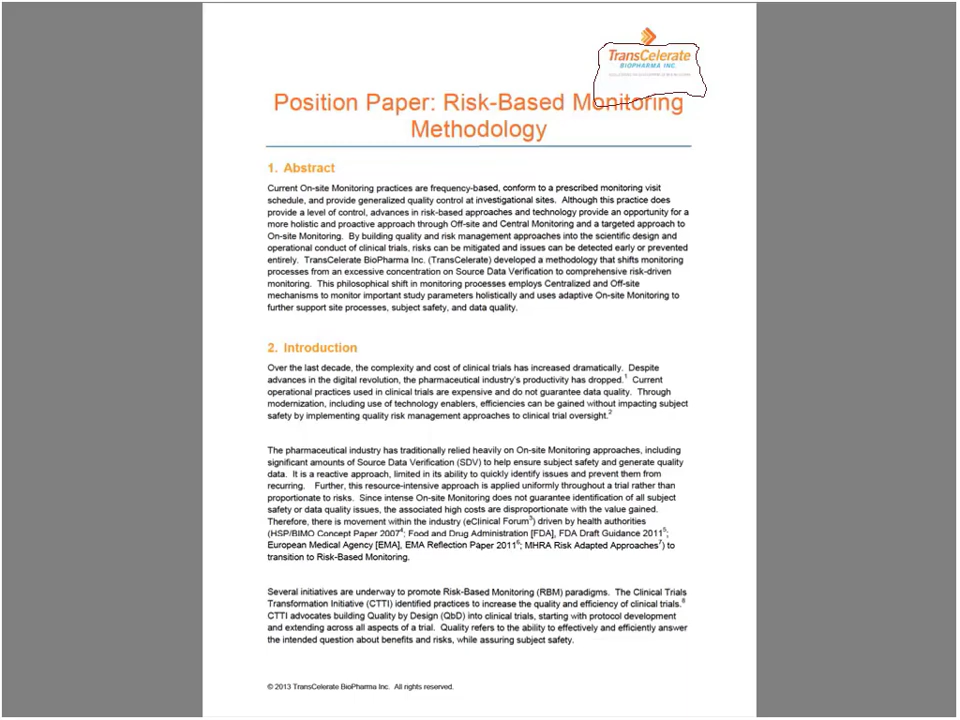 TransCelerate
BIOPHARMA INC.
Position Paper: Risk-Based Monitoring
Methodology
1. Abstract
Current On-site Monitoring practices are frequency-based, conform to a prescribed monitoring visit
schedule, and provide generalized quality control at investigational sites. Although this practice does
provide a level of control, advances in risk-based approaches and technology provide an opportunity for a
more holistic and proactive approach through Off-site and Central Monitoring and a targeted approach to
On-site Monitoring. By building quality and risk management approaches into the scientific design and
operational conduct of clinical trials, risks can be mitigated and issues can be detected early or prevented
entirely. TransCelerate BioPharma Inc. (TransCelerate) developed a methodology that shifts monitoring
processes from an excessive concentration on Source Data Verification to comprehensive risk-driven
monitoring. This philosophical shift in monitoring processes employs Centralized and Off-site
mechanisms to monitor important study parameters holistically and uses adaptive On-site Monitoring to
further support site processes, subject safety, and data quality.
2. Introduction
Over the last decade, the complexity and cost of clinical trials has increased dramatically. Despite
advances in the digital revolution, the pharmaceutical industry's productivity has dropped.1 Current
operational practices used in clinical trials are expensive and do not guarantee data quality. Through
modernization, including use of technology enablers, efficiencies can be gained without impacting subject
safety by implementing quality risk management approaches to clinical trial oversight.2
The pharmaceutical industry has traditionally relied heavily on On-site Monitoring approaches, including
significant amounts of Source Data Verification (SDV) to help ensure subject safety and generate quality
data. It is a reactive approach, limited in its ability to quickly identify issues and prevent them from
recurring. Further, this resource-intensive approach is applied uniformly throughout a trial rather than
proportionate to risks. Since intense On-site Monitoring does not guarantee identification of all subject
safety or data quality issues, the associated high costs are disproportionate with the value gained.
Therefore, there is movement within the industry (eClinical Forum3) driven by health authorities
(HSP/BIMO Concept Paper 20074; Food and Drug Administration [FDA], FDA Draft Guidance 20115;
European Medical Agency [EMA], EMA Reflection Paper 20116; MHRA Risk Adapted Approaches7) to
transition to Risk-Based Monitoring.
Several initiatives are underway to promote Risk-Based Monitoring (RBM) paradigms. The Clinical Trials
Transformation Initiative (CTTI) identified practices to increase the quality and efficiency of clinical trials.8
CTTI advocates building Quality by Design (QbD) into clinical trials, starting with protocol development
and extending across all aspects of a trial. Quality refers to the ability to effectively and efficiently answer
the intended question about benefits and risks, while assuring subject safety.
© 2013 TransCelerate BioPharma Inc. All rights reserved.